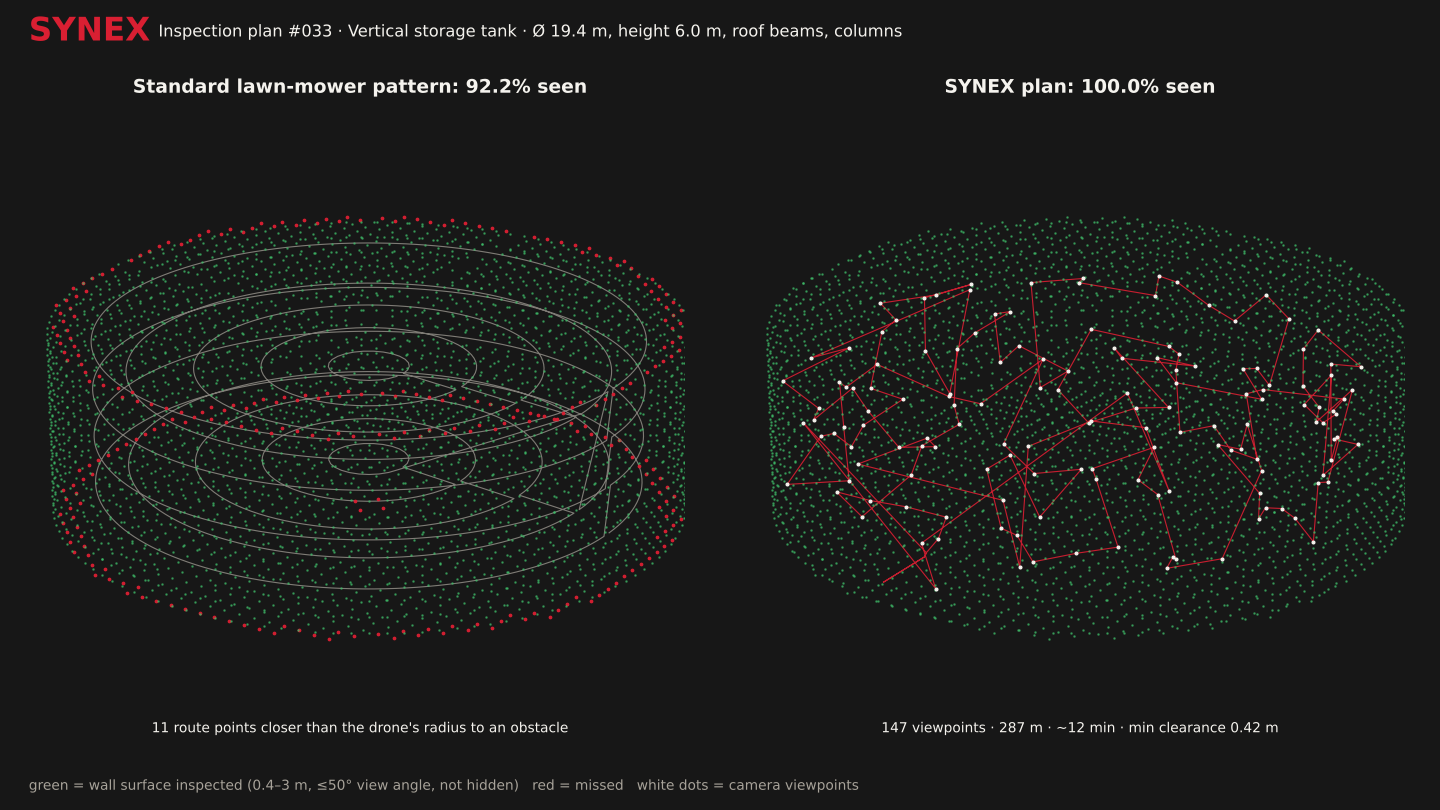 SYNEX Inspection plan #033 · Vertical storage tank · Ø 19.4 m, height 6.0 m, roof beams, columns
Standard lawn-mower pattern: 92.2% seen
SYNEX plan: 100.0% seen
11 route points closer than the drone's radius to an obstacle
147 viewpoints · 287 m · ~12 min · min clearance 0.42 m
green = wall surface inspected (0.4–3 m, ≤50° view angle, not hidden) red = missed white dots = camera viewpoints